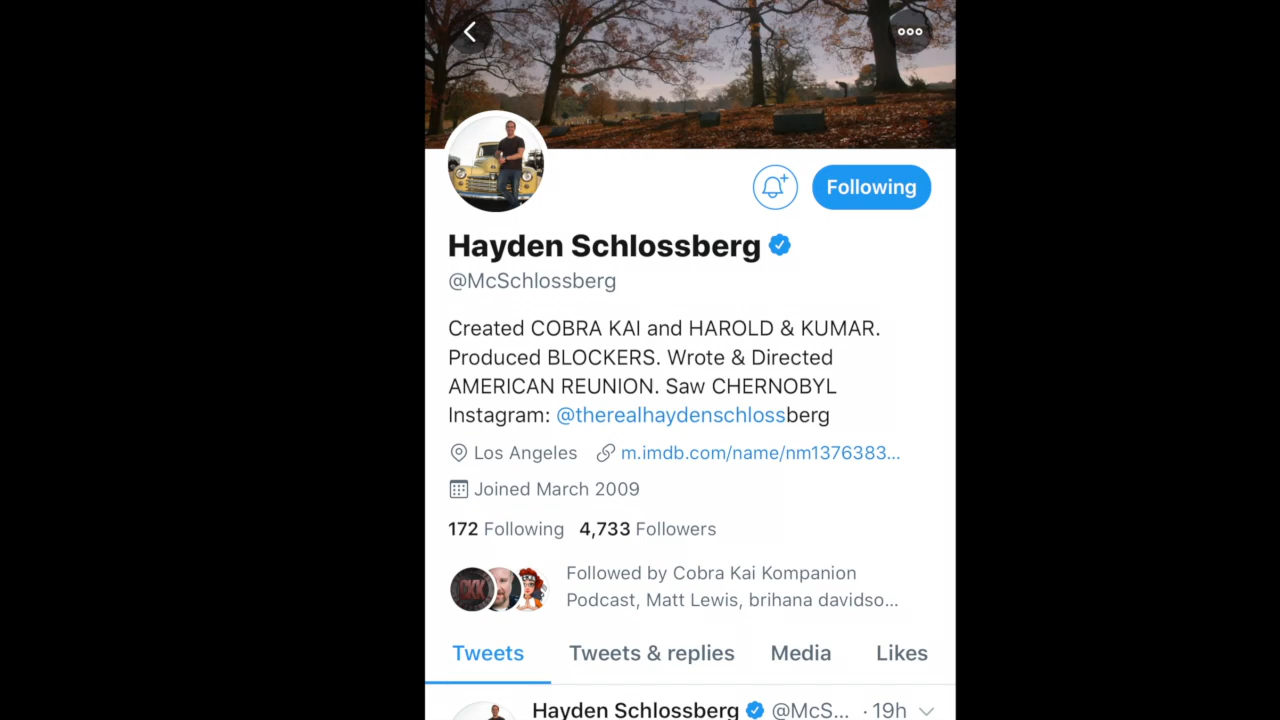 Following
Hayden Schlossberg
@McSchlossberg
Created COBRA KAI and HAROLD & KUMAR.
Produced BLOCKERS. Wrote & Directed
AMERICAN REUNION. Saw CHERNOBYL
Instagram: @therealhaydenschlossberg
Los Angeles m.imdb.com/name/nm1376383...
Joined March 2009
172 Following 4,733 Followers
Followed by Cobra Kai Kompanion
Podcast, Matt Lewis, brihana davidso...
Tweets Tweets & replies Media Likes
Hayden Schlossberg @McS... · 19h